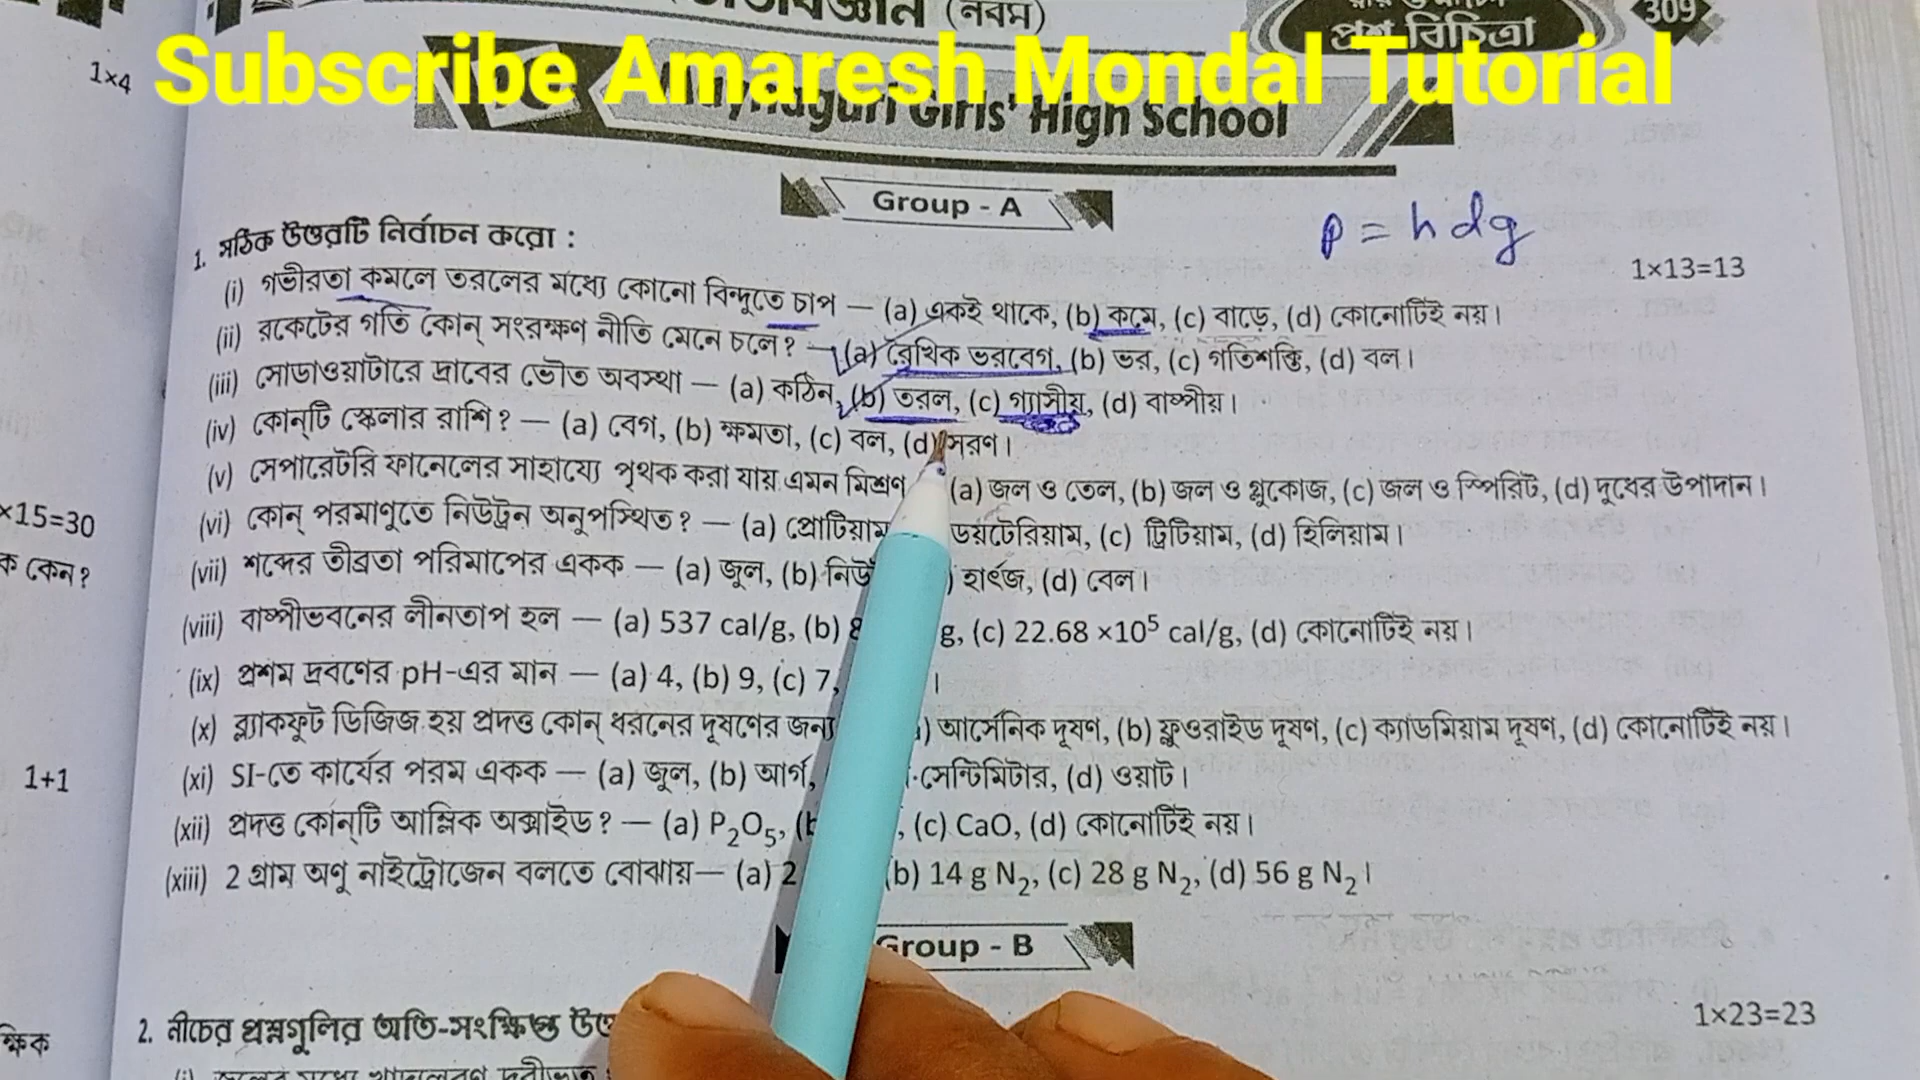 (নবম)
309
প্রশ্ন বিচিত্রা
Subscribe Amaresh Mondal Tutorial
Girls' High School
1×4
Group - A
P = hdg
1. সঠিক উত্তরটি নির্বাচন করো :
1×13=13
(i) গভীরতা কমলে তরলের মধ্যে কোনো বিন্দুতে চাপ — (a) একই থাকে, (b) কমে, (c) বাড়ে, (d) কোনোটিই নয়।
(ii) রকেটের গতি কোন্ সংরক্ষণ নীতি মেনে চলে? — (a) রৈখিক ভরবেগ, (b) ভর, (c) গতিশক্তি, (d) বল।
(iii) সোডাওয়াটারে দ্রাবের ভৌত অবস্থা — (a) কঠিন, (b) তরল, (c) গ্যাসীয়, (d) বাষ্পীয়।
(iv) কোন্‌টি স্কেলার রাশি? — (a) বেগ, (b) ক্ষমতা, (c) বল, (d) সরণ।
(v) সেপারেটরি ফানেলের সাহায্যে পৃথক করা যায় এমন মিশ্রণ (a) জল ও তেল, (b) জল ও গ্লুকোজ, (c) জল ও স্পিরিট, (d) দুধের উপাদান।
×15=30
(vi) কোন্ পরমাণুতে নিউট্রন অনুপস্থিত? — (a) প্রোটিয়াম ডয়টেরিয়াম, (c) ট্রিটিয়াম, (d) হিলিয়াম।
ক কেন?
(vii) শব্দের তীব্রতা পরিমাপের একক — (a) জুল, (b) নিউ ) হার্ৎজ, (d) বেল।
(viii) বাষ্পীভবনের লীনতাপ হল — (a) 537 cal/g, (b) 8 g, (c) 22.68 ×10⁵ cal/g, (d) কোনোটিই নয়।
(ix) প্রশম দ্রবণের pH-এর মান — (a) 4, (b) 9, (c) 7, ।
(x) ব্ল্যাকফুট ডিজিজ হয় প্রদত্ত কোন্ ধরনের দূষণের জন্য ) আর্সেনিক দূষণ, (b) ফ্লুওরাইড দূষণ, (c) ক্যাডমিয়াম দূষণ, (d) কোনোটিই নয়।
1+1
(xi) SI-তে কার্যের পরম একক — (a) জুল, (b) আর্গ, সেন্টিমিটার, (d) ওয়াট।
(xii) প্রদত্ত কোন্‌টি আম্লিক অক্সাইড? — (a) P₂O₅, (b , (c) CaO, (d) কোনোটিই নয়।
(xiii) 2 গ্রাম অণু নাইট্রোজেন বলতে বোঝায়— (a) 2 (b) 14 g N₂, (c) 28 g N₂, (d) 56 g N₂।
Group - B
2. নীচের প্রশ্নগুলির অতি-সংক্ষিপ্ত উত্ত
1×23=23
ক্ষিক